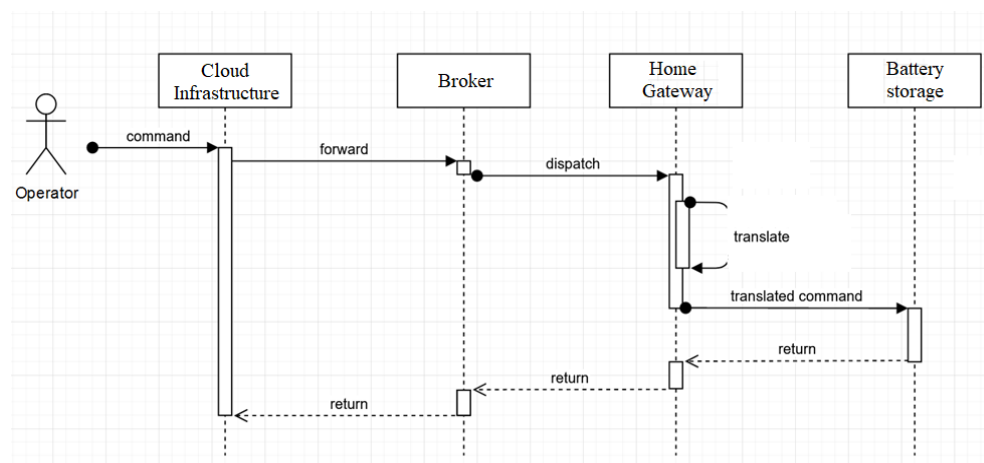 Cloud
Infrastructure
Broker
Home
Gateway
Battery
storage
Operator
command
forward
dispatch
translate
translated command
return
return
return